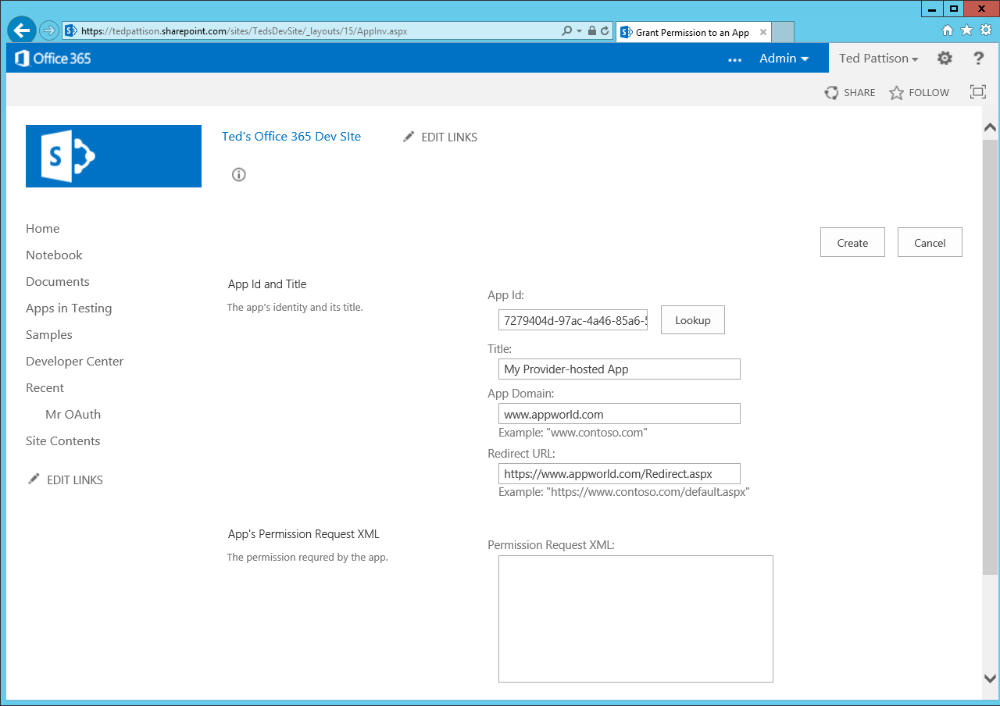 https://tedpattison.sharepoint.com/sites/TedsDevSite/_layouts/15/AppInv.aspx
Grant Permission to an App
Office 365
Admin
Ted Pattison
?
SHARE
FOLLOW
S
Ted's Office 365 Dev SIte
EDIT LINKS
Home
Notebook
Documents
Apps in Testing
Samples
Developer Center
Recent
Mr OAuth
Site Contents
EDIT LINKS
Create
Cancel
App Id and Title
The app's identity and its title.
App Id:
7279404d-97ac-4a46-85a6-5
Lookup
Title:
My Provider-hosted App
App Domain:
www.appworld.com
Example: "www.contoso.com"
Redirect URL:
https://www.appworld.com/Redirect.aspx
Example: "https://www.contoso.com/default.aspx"
App's Permission Request XML
The permission requred by the app.
Permission Request XML: